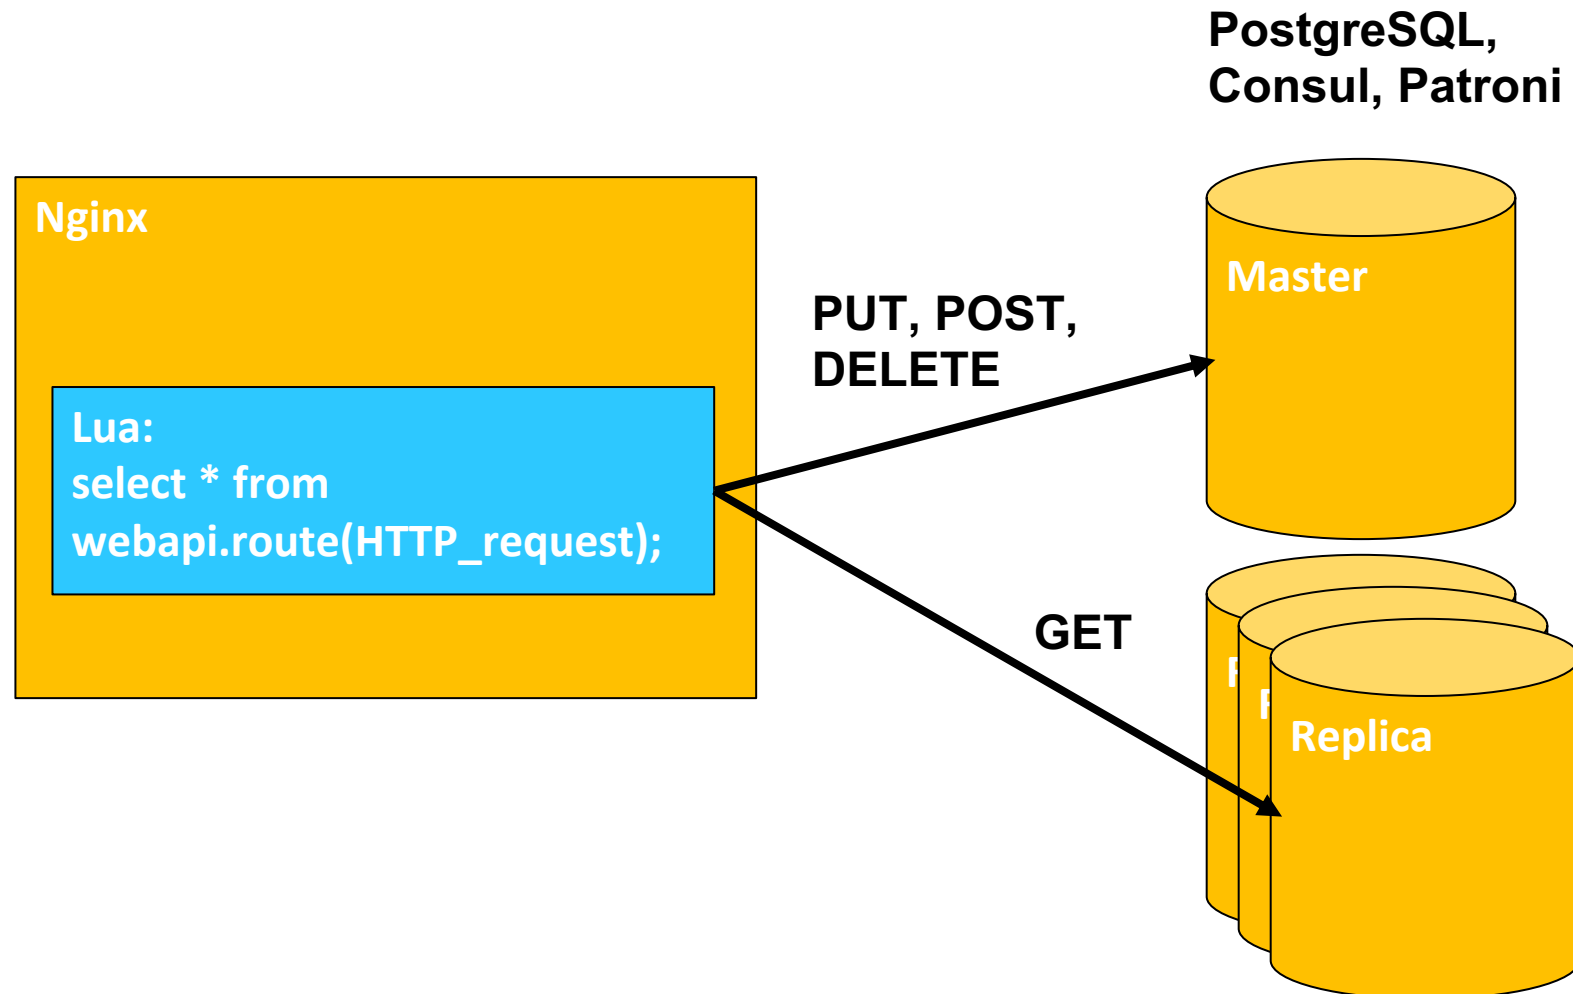 PostgreSQL,
Consul, Patroni
Nginx
Master
PUT, POST,
DELETE
Lua:
select * from
webapi.route(HTTP_request);
GET
Replica